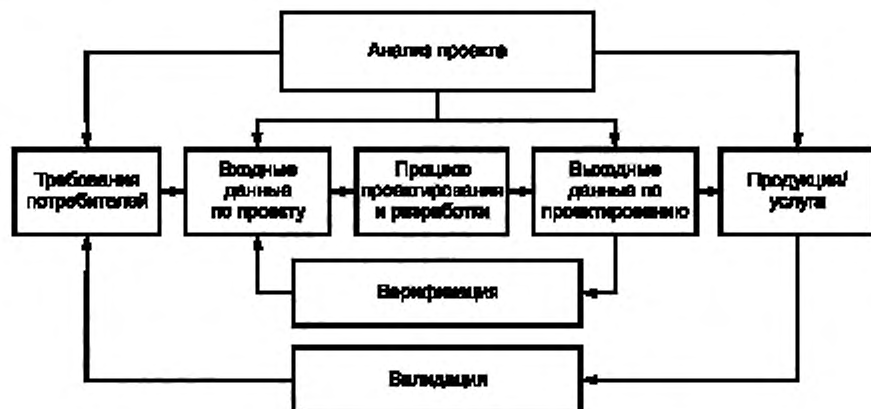 Анализ проекта
Требования
потребителей
Входные
данные
по проекту
Процесс
проектирования
и разработки
Выходные
данные по
проектированию
Продукция/
услуга
Верификация
Валидация